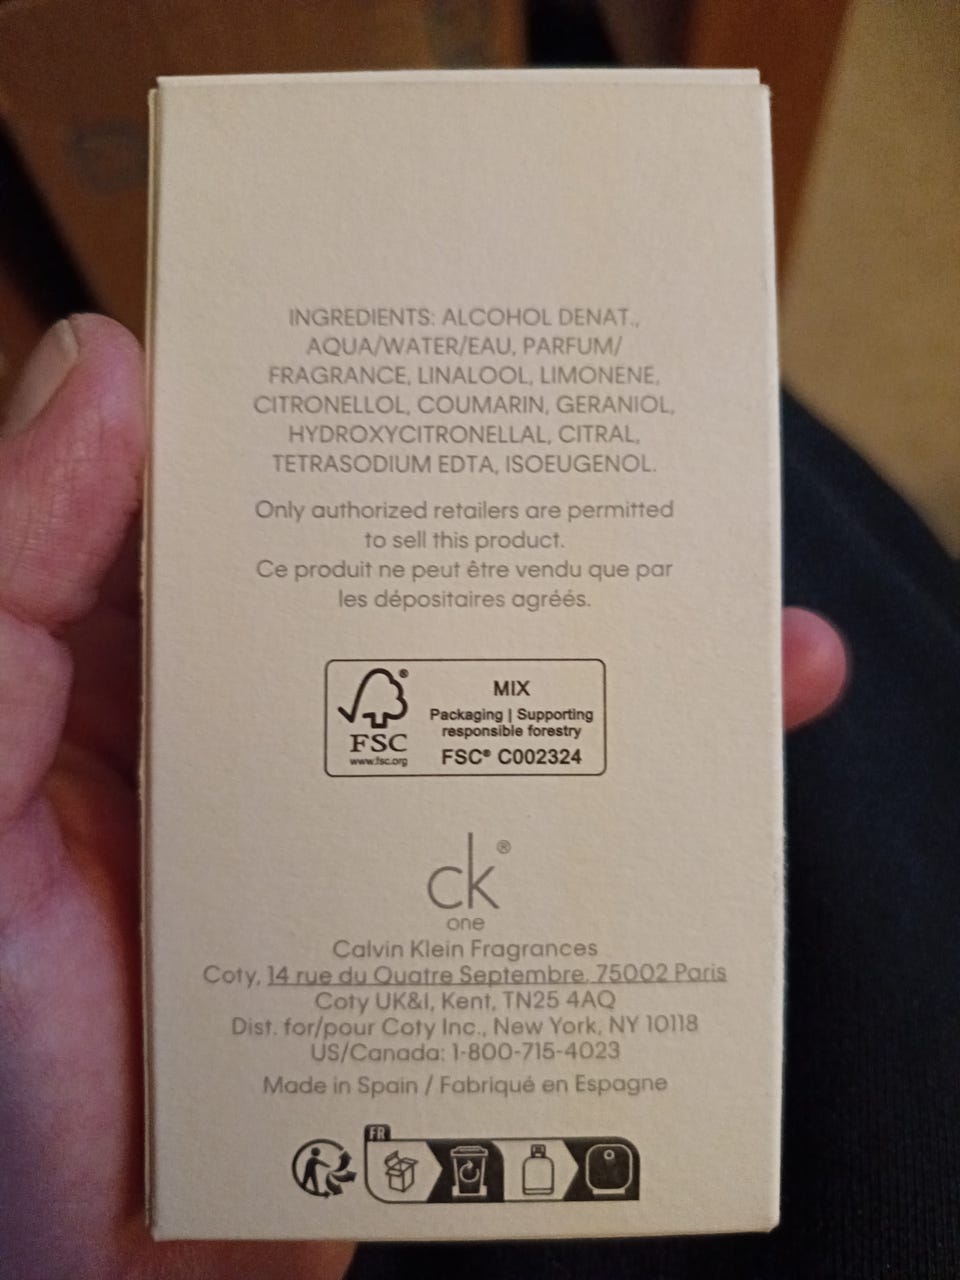 INGREDIENTS: ALCOHOL DENAT.,
AQUA/WATER/EAU, PARFUM/
FRAGRANCE, LINALOOL, LIMONENE,
CITRONELLOL, COUMARIN, GERANIOL,
HYDROXYCITRONELLAL, CITRAL,
TETRASODIUM EDTA, ISOEUGENOL.
Only authorized retailers are permitted
to sell this product.
Ce produit ne peut être vendu que par
les dépositaires agréés.
®
FSC
www.fsc.org
MIX
Packaging | Supporting
responsible forestry
FSC® C002324
ck®
one
Calvin Klein Fragrances
Coty, 14 rue du Quatre Septembre, 75002 Paris
Coty UK&I, Kent, TN25 4AQ
Dist. for/pour Coty Inc., New York, NY 10118
US/Canada: 1-800-715-4023
Made in Spain / Fabriqué en Espagne
FR